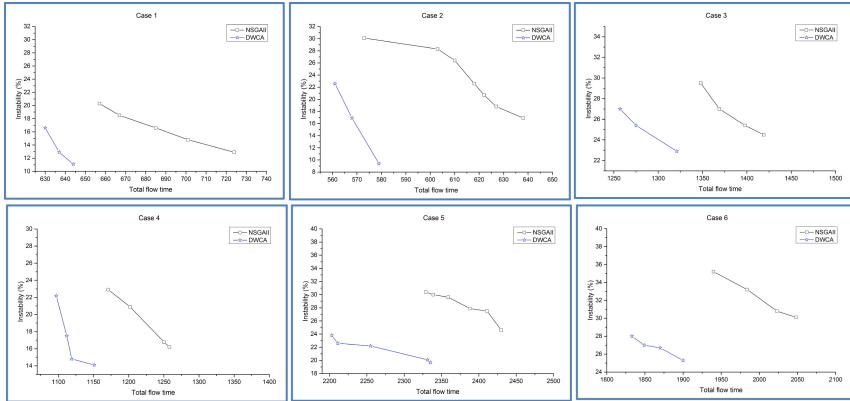 Case 1
NSGAII
DWCA
Instability (%)
32
30
28
26
24
22
20
18
16
14
12
10
630 640 650 660 670 680 690 700 710 720 730 740
Total flow time
Case 2
NSGAII
DWCA
Instability (%)
36
34
32
30
28
26
24
22
20
18
16
14
12
10
8
560 570 580 590 600 610 620 630 640 650
Total flow time
Case 3
NSGAII
DWCA
Instability (%)
34
32
30
28
26
24
22
1250 1300 1350 1400 1450 1500
Total flow time
Case 4
NSGAII
DWCA
Instability (%)
30
28
26
24
22
20
18
16
14
1100 1150 1200 1250 1300 1350 1400
Total flow time
Case 5
NSGAII
DWCA
Instability (%)
40
38
36
34
32
30
28
26
24
22
20
18
2200 2250 2300 2350 2400 2450 2500
Total flow time
Case 6
NSGAII
DWCA
Instability (%)
40
38
36
34
32
30
28
26
24
1800 1850 1900 1950 2000 2050 2100
Total flow time